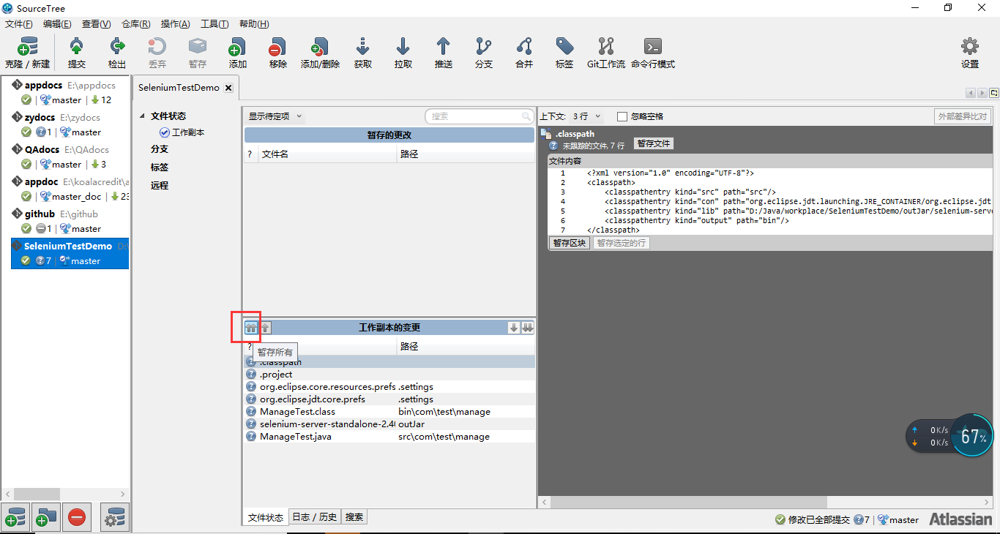 SourceTree
文件(F) 编辑(E) 查看(V) 仓库(R) 操作(A) 工具(T) 帮助(H)
克隆 / 新建 提交 检出 丢弃 暂存 添加 移除 添加/删除 获取 拉取 推送 分支 合并 标签 Git工作流 命令行模式 设置
appdocs E:\appdocs
master 12
zydocs E:\zydocs
1 master
QAdocs E:\QAdocs
master 3
appdoc E:\koalacredit\a
master_doc 23
github E:\github
1 master
SeleniumTestDemo D:\
7 master
SeleniumTestDemo
文件状态
工作副本
分支
标签
远程
显示待定项 搜索
暂存的更改
? 文件名 路径
工作副本的变更
? 路径
暂存所有
.classpath
.project
org.eclipse.core.resources.prefs .settings
org.eclipse.jdt.core.prefs .settings
ManageTest.class bin\com\test\manage
selenium-server-standalone-2.4 outJar
ManageTest.java src\com\test\manage
文件状态 日志 / 历史 搜索
上下文: 3 行 忽略空格 外部差异比对
.classpath
未跟踪的文件, 7 行 暂存文件
文件内容
1 <?xml version="1.0" encoding="UTF-8"?>
2 <classpath>
3 <classpathentry kind="src" path="src"/>
4 <classpathentry kind="con" path="org.eclipse.jdt.launching.JRE_CONTAINER/org.eclipse.jdt
5 <classpathentry kind="lib" path="D:/Java/workplace/SeleniumTestDemo/outJar/selenium-serve
6 <classpathentry kind="output" path="bin"/>
7 </classpath>
暂存区块 暂存选定的行
0K/s
0K/s
67%
修改已全部提交 7 master Atlassian